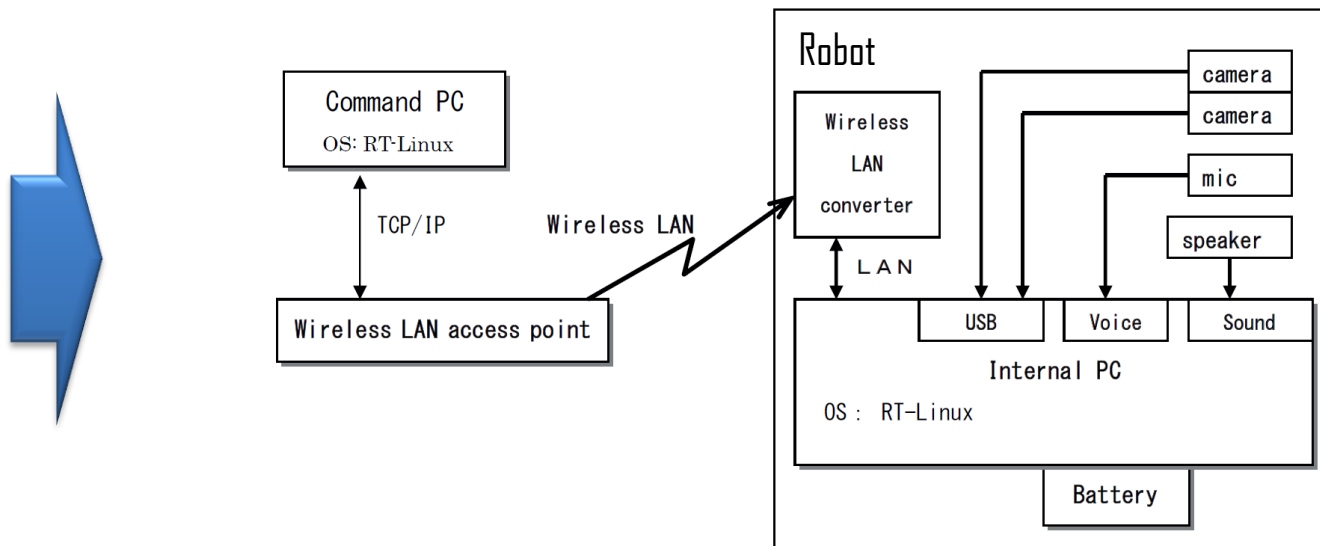 Robot
Command PC
OS: RT-Linux
TCP/IP
Wireless LAN
Wireless LAN access point
Wireless
LAN
converter
ＬＡＮ
camera
camera
mic
speaker
USB
Voice
Sound
Internal PC
OS： RT-Linux
Battery